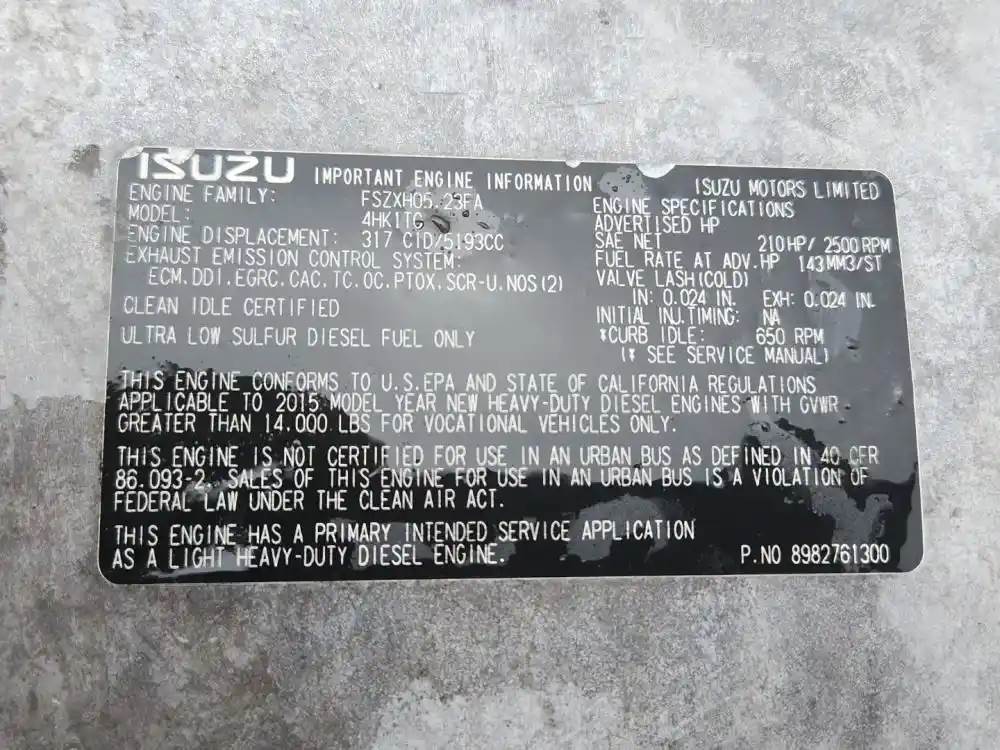 ISUZU IMPORTANT ENGINE INFORMATION
ENGINE FAMILY: FSZXH05.23FA
MODEL: 4HK1TG
ENGINE DISPLACEMENT: 317 CID/5193CC
EXHAUST EMISSION CONTROL SYSTEM:
ECM.DDI.EGRC.CAC.TC.OC.PTOX.SCR-U.NOS(2)
CLEAN IDLE CERTIFIED
ULTRA LOW SULFUR DIESEL FUEL ONLY
ISUZU MOTORS LIMITED
ENGINE SPECIFICATIONS
ADVERTISED HP
SAE NET 210HP/ 2500RPM
FUEL RATE AT ADV.HP 143MM3/ST
VALVE LASH(COLD)
IN: 0.024 IN. EXH: 0.024 IN.
INITIAL INJ.TIMING: NA
*CURB IDLE: 650 RPM
(* SEE SERVICE MANUAL)
THIS ENGINE CONFORMS TO U.S.EPA AND STATE OF CALIFORNIA REGULATIONS
APPLICABLE TO 2015 MODEL YEAR NEW HEAVY-DUTY DIESEL ENGINES WITH GVWR
GREATER THAN 14.000 LBS FOR VOCATIONAL VEHICLES ONLY.
THIS ENGINE IS NOT CERTIFIED FOR USE IN AN URBAN BUS AS DEFINED IN 40 CFR
86.093-2. SALES OF THIS ENGINE FOR USE IN AN URBAN BUS IS A VIOLATION OF
FEDERAL LAW UNDER THE CLEAN AIR ACT.
THIS ENGINE HAS A PRIMARY INTENDED SERVICE APPLICATION
AS A LIGHT HEAVY-DUTY DIESEL ENGINE.
P.NO 8982761300